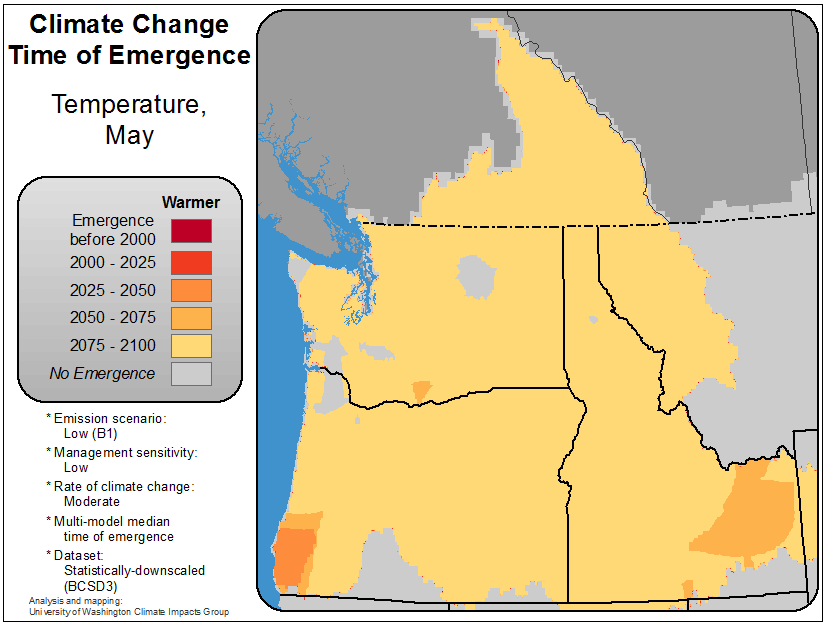 Climate Change
Time of Emergence
Temperature,
May
Warmer
Emergence
before 2000
2000 - 2025
2025 - 2050
2050 - 2075
2075 - 2100
No Emergence
* Emission scenario:
Low (B1)
* Management sensitivity:
Low
* Rate of climate change:
Moderate
* Multi-model median
time of emergence
* Dataset:
Statistically-downscaled
(BCSD3)
Analysis and mapping:
University of Washington Climate Impacts Group